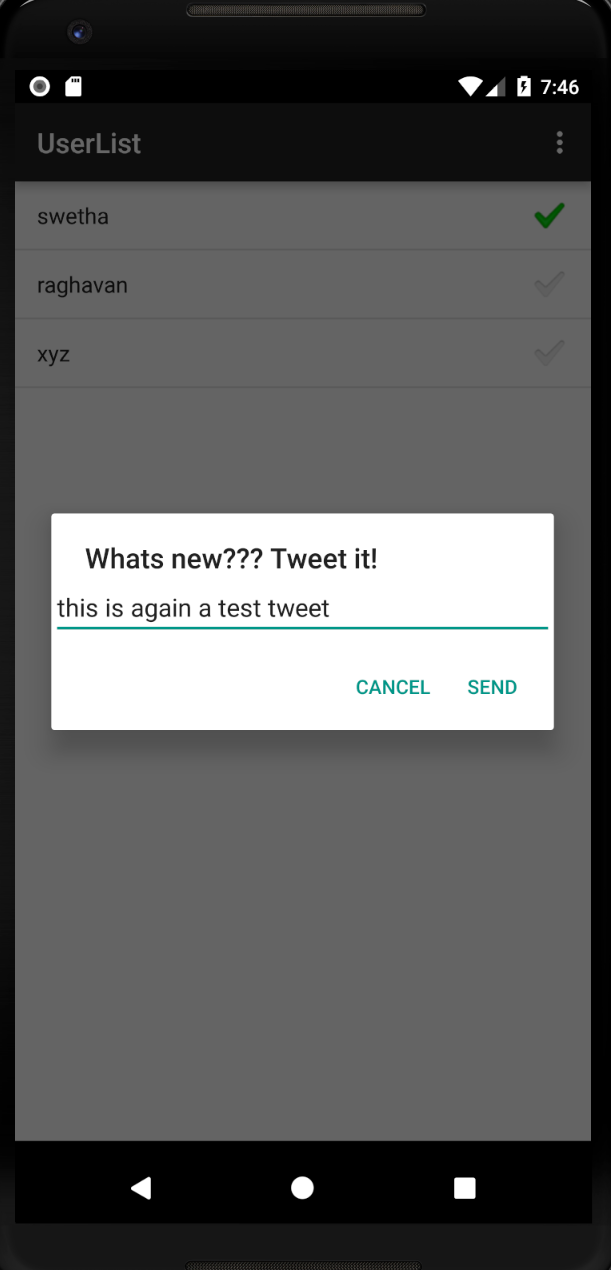 7:46
UserList
swetha
raghavan
xyz
Whats new??? Tweet it!
this is again a test tweet
CANCEL SEND